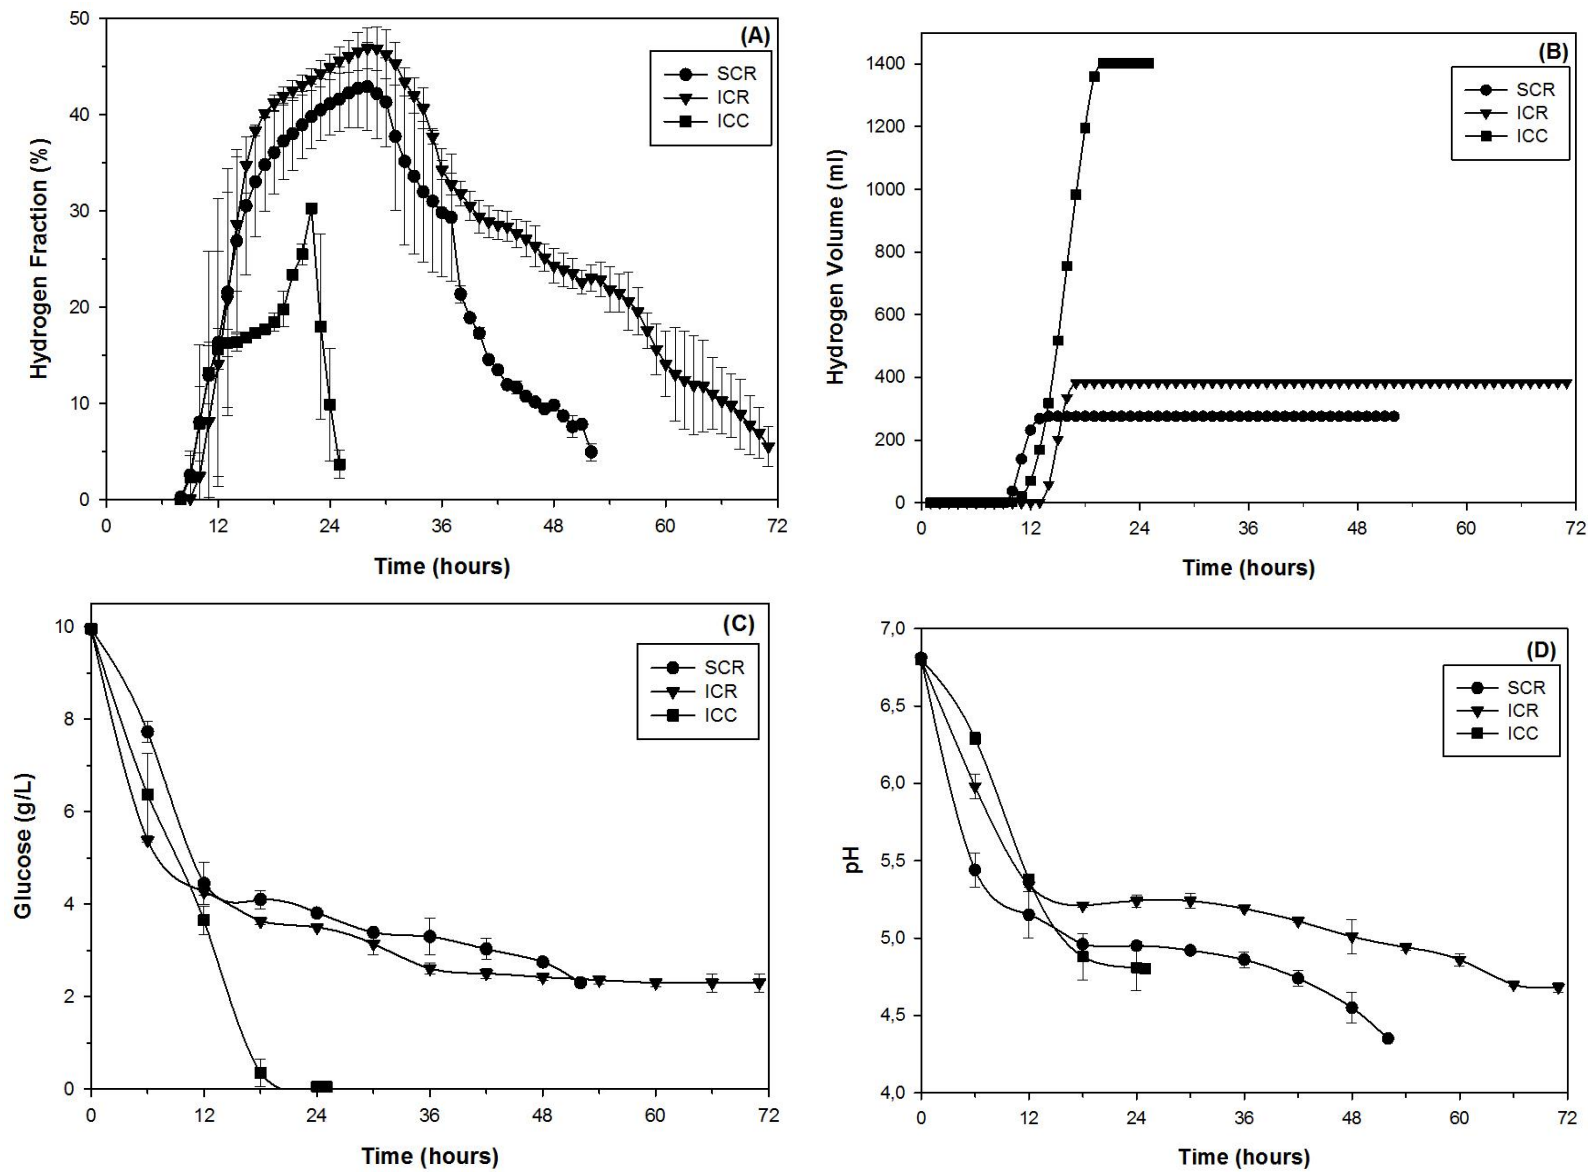 (A)
Hydrogen Fraction (%)
50
40
30
20
10
0
SCR
ICR
ICC
0 12 24 36 48 60 72
Time (hours)
(B)
Hydrogen Volume (ml)
1400
1200
1000
800
600
400
200
0
SCR
ICR
ICC
0 12 24 36 48 60 72
Time (hours)
(C)
Glucose (g/L)
10
8
6
4
2
0
SCR
ICR
ICC
0 12 24 36 48 60 72
Time (hours)
(D)
pH
7,0
6,5
6,0
5,5
5,0
4,5
4,0
SCR
ICR
ICC
0 12 24 36 48 60 72
Time (hours)